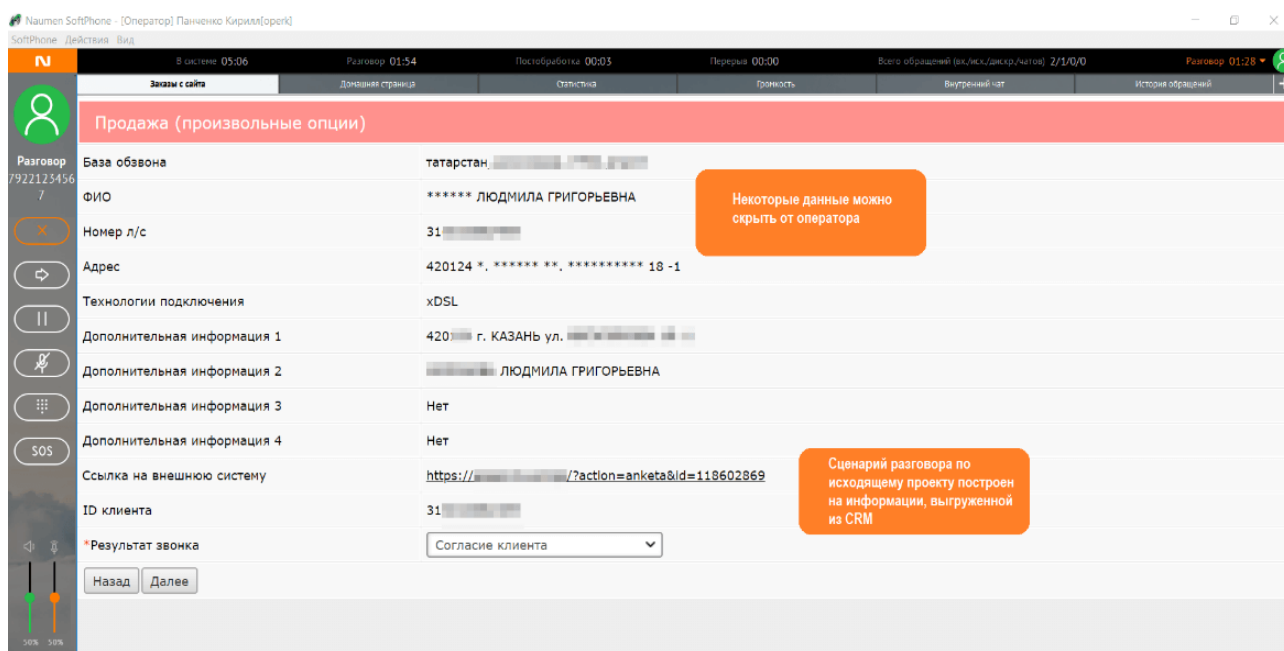 Naumen SoftPhone - [Оператор] Панченко Кирилл[operk]
SoftPhone Действия Вид
В системе 05:06 Разговор 01:54 Постобработка 00:03 Перерыв 00:00 Всего обращений (вх./исх./дискр./чатов) 2/1/0/0 Разговор 01:28
Заказы с сайта Домашняя страница Статистика Громкость Внутренний чат История обращений
Продажа (произвольные опции)
Разговор
7922123456
7
База обзвона татарстан
ФИО ****** ЛЮДМИЛА ГРИГОРЬЕВНА
Некоторые данные можно
скрыть от оператора
Номер л/с 31
Адрес 420124 *. ****** **. ********** 18 -1
Технологии подключения xDSL
Дополнительная информация 1 420 г. КАЗАНЬ ул.
Дополнительная информация 2 ЛЮДМИЛА ГРИГОРЬЕВНА
Дополнительная информация 3 Нет
Дополнительная информация 4 Нет
SOS
Ссылка на внешнюю систему https:// /?action=anketa&id=118602869
Сценарий разговора по
исходящему проекту построен
на информации, выгруженной
из CRM
ID клиента 31
*Результат звонка Согласие клиента
Назад Далее
50% 50%